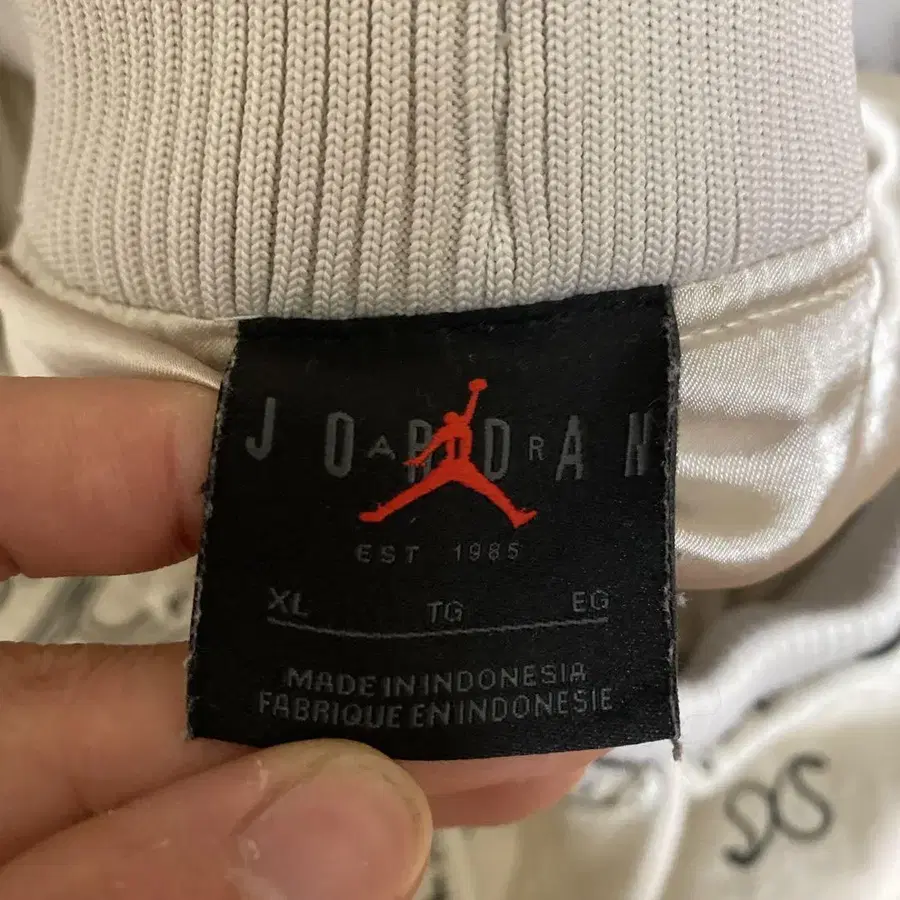 JORDAN
AIR
EST 1985
XL TG EG
MADE IN INDONESIA
FABRIQUE EN INDONESIE